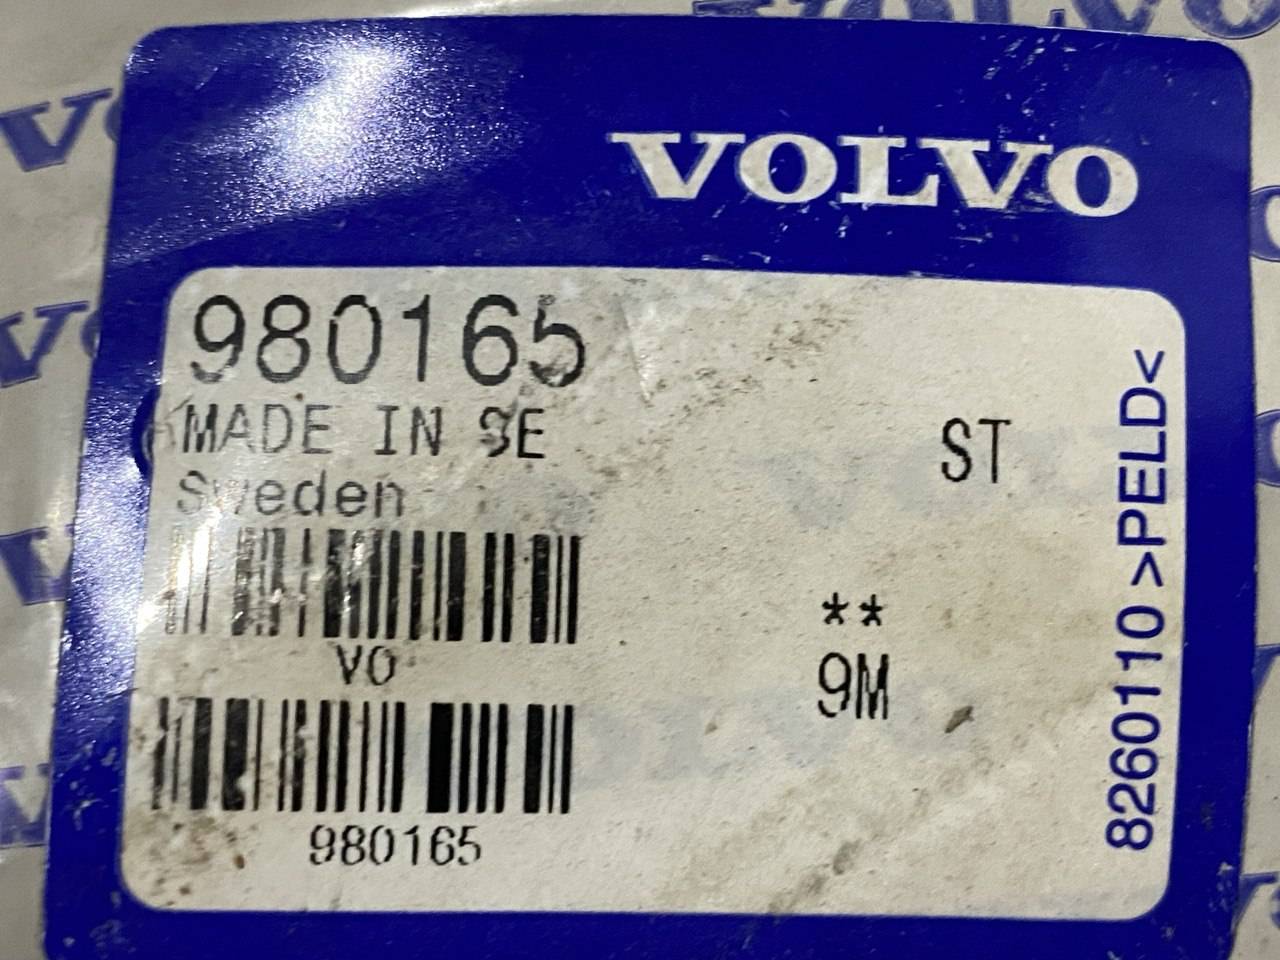 VOLVO
980165
MADE IN SE
Sweden
ST
VO
**
9M
980165
8260110 >PELD<